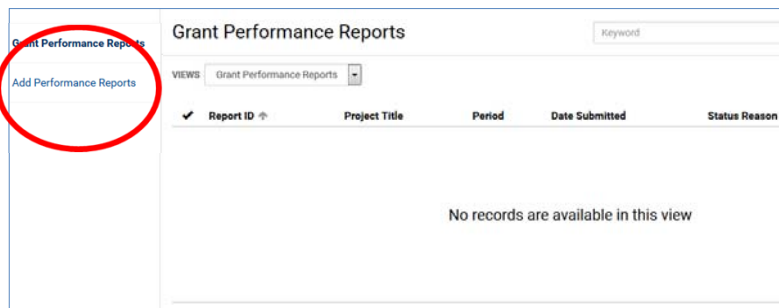 Grant Performance Reports
Add Performance Reports
Grant Performance Reports
Keyword
VIEWS Grant Performance Reports
Report ID Project Title Period Date Submitted Status Reason
No records are available in this view